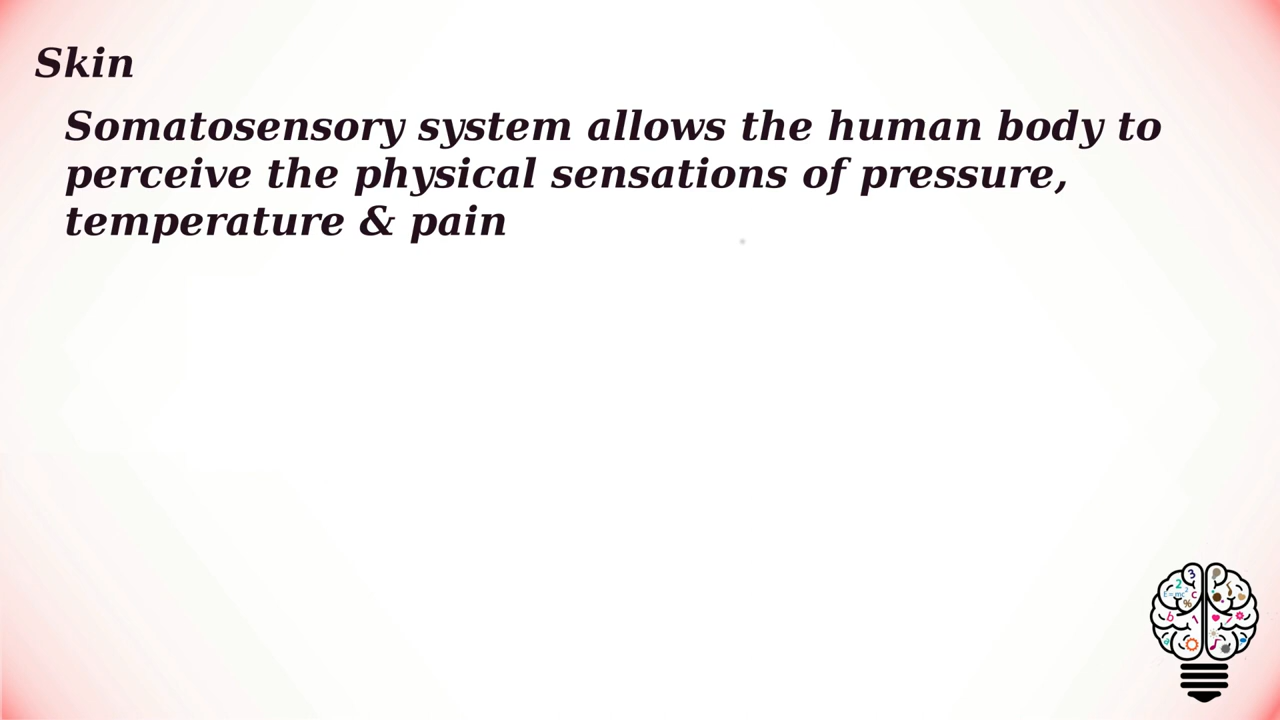 Skin
Somatosensory system allows the human body to
perceive the physical sensations of pressure,
temperature & pain